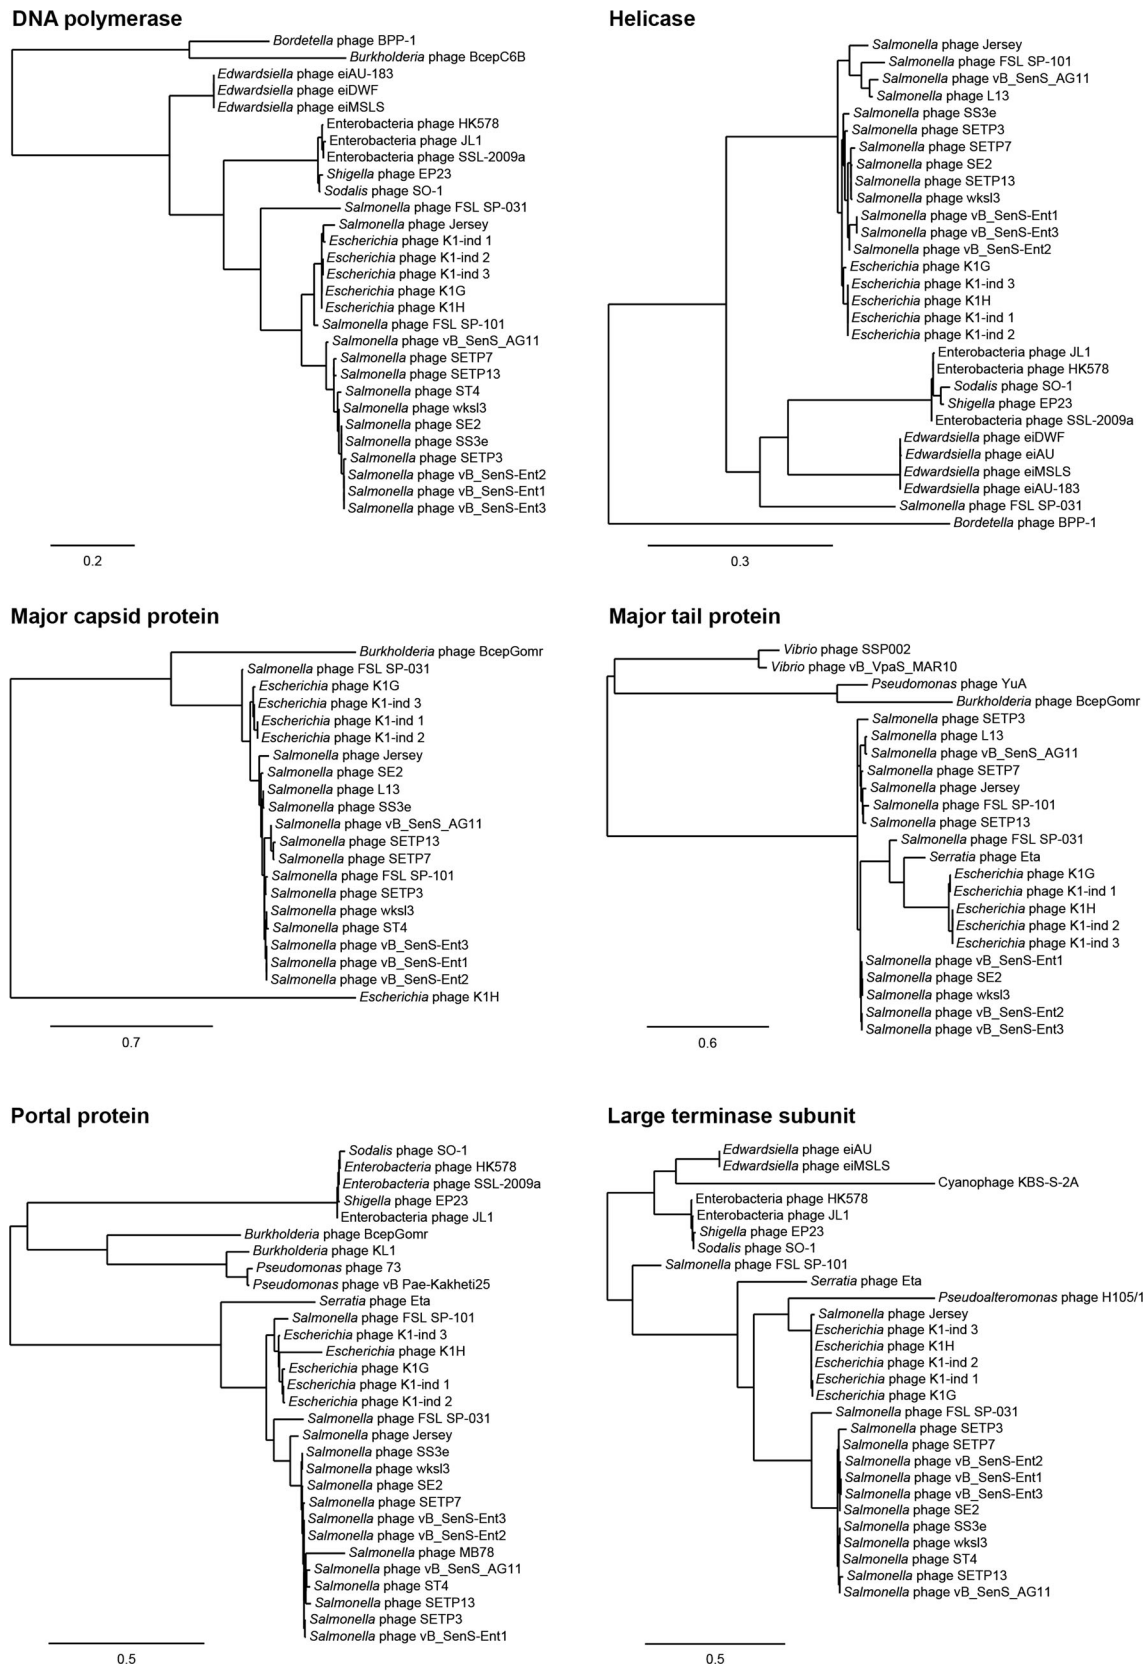 DNA polymerase
Bordetella phage BPP-1
Burkholderia phage BcepC6B
Edwardsiella phage eiAU-183
Edwardsiella phage eiDWF
Edwardsiella phage eiMSLS
Enterobacteria phage HK578
Enterobacteria phage JL1
Enterobacteria phage SSL-2009a
Shigella phage EP23
Sodalis phage SO-1
Salmonella phage FSL SP-031
Salmonella phage Jersey
Escherichia phage K1-ind 1
Escherichia phage K1-ind 2
Escherichia phage K1-ind 3
Escherichia phage K1G
Escherichia phage K1H
Salmonella phage FSL SP-101
Salmonella phage vB_SenS_AG11
Salmonella phage SETP7
Salmonella phage SETP13
Salmonella phage ST4
Salmonella phage wksl3
Salmonella phage SE2
Salmonella phage SS3e
Salmonella phage SETP3
Salmonella phage vB_SenS-Ent2
Salmonella phage vB_SenS-Ent1
Salmonella phage vB_SenS-Ent3
0.2
Helicase
Salmonella phage Jersey
Salmonella phage FSL SP-101
Salmonella phage vB_SenS_AG11
Salmonella phage L13
Salmonella phage SS3e
Salmonella phage SETP3
Salmonella phage SETP7
Salmonella phage SE2
Salmonella phage SETP13
Salmonella phage wksl3
Salmonella phage vB_SenS-Ent1
Salmonella phage vB_SenS-Ent3
Salmonella phage vB_SenS-Ent2
Escherichia phage K1G
Escherichia phage K1-ind 3
Escherichia phage K1H
Escherichia phage K1-ind 1
Escherichia phage K1-ind 2
Enterobacteria phage JL1
Enterobacteria phage HK578
Sodalis phage SO-1
Shigella phage EP23
Enterobacteria phage SSL-2009a
Edwardsiella phage eiDWF
Edwardsiella phage eiAU
Edwardsiella phage eiMSLS
Edwardsiella phage eiAU-183
Salmonella phage FSL SP-031
Bordetella phage BPP-1
0.3
Major capsid protein
Burkholderia phage BcepGomr
Salmonella phage FSL SP-031
Escherichia phage K1G
Escherichia phage K1-ind 3
Escherichia phage K1-ind 1
Escherichia phage K1-ind 2
Salmonella phage Jersey
Salmonella phage SE2
Salmonella phage L13
Salmonella phage SS3e
Salmonella phage vB_SenS_AG11
Salmonella phage SETP13
Salmonella phage SETP7
Salmonella phage FSL SP-101
Salmonella phage SETP3
Salmonella phage wksl3
Salmonella phage ST4
Salmonella phage vB_SenS-Ent3
Salmonella phage vB_SenS-Ent1
Salmonella phage vB_SenS-Ent2
Escherichia phage K1H
0.7
Major tail protein
Vibrio phage SSP002
Vibrio phage vB_VpaS_MAR10
Pseudomonas phage YuA
Burkholderia phage BcepGomr
Salmonella phage SETP3
Salmonella phage L13
Salmonella phage vB_SenS_AG11
Salmonella phage SETP7
Salmonella phage Jersey
Salmonella phage FSL SP-101
Salmonella phage SETP13
Salmonella phage FSL SP-031
Serratia phage Eta
Escherichia phage K1G
Escherichia phage K1-ind 1
Escherichia phage K1H
Escherichia phage K1-ind 2
Escherichia phage K1-ind 3
Salmonella phage vB_SenS-Ent1
Salmonella phage SE2
Salmonella phage wksl3
Salmonella phage vB_SenS-Ent2
Salmonella phage vB_SenS-Ent3
0.6
Portal protein
Sodalis phage SO-1
Enterobacteria phage HK578
Enterobacteria phage SSL-2009a
Shigella phage EP23
Enterobacteria phage JL1
Burkholderia phage BcepGomr
Burkholderia phage KL1
Pseudomonas phage 73
Pseudomonas phage vB Pae-Kakheti25
Serratia phage Eta
Salmonella phage FSL SP-101
Escherichia phage K1-ind 3
Escherichia phage K1H
Escherichia phage K1G
Escherichia phage K1-ind 1
Escherichia phage K1-ind 2
Salmonella phage FSL SP-031
Salmonella phage Jersey
Salmonella phage SS3e
Salmonella phage wksl3
Salmonella phage SE2
Salmonella phage SETP7
Salmonella phage vB_SenS-Ent3
Salmonella phage vB_SenS-Ent2
Salmonella phage MB78
Salmonella phage vB_SenS_AG11
Salmonella phage ST4
Salmonella phage SETP13
Salmonella phage SETP3
Salmonella phage vB_SenS-Ent1
0.5
Large terminase subunit
Edwardsiella phage eiAU
Edwardsiella phage eiMSLS
Cyanophage KBS-S-2A
Enterobacteria phage HK578
Enterobacteria phage JL1
Shigella phage EP23
Sodalis phage SO-1
Salmonella phage FSL SP-101
Serratia phage Eta
Pseudoalteromonas phage H105/1
Salmonella phage Jersey
Escherichia phage K1-ind 3
Escherichia phage K1H
Escherichia phage K1-ind 2
Escherichia phage K1-ind 1
Escherichia phage K1G
Salmonella phage FSL SP-031
Salmonella phage SETP3
Salmonella phage SETP7
Salmonella phage vB_SenS-Ent2
Salmonella phage vB_SenS-Ent1
Salmonella phage vB_SenS-Ent3
Salmonella phage SE2
Salmonella phage SS3e
Salmonella phage wksl3
Salmonella phage ST4
Salmonella phage SETP13
Salmonella phage vB_SenS_AG11
0.5